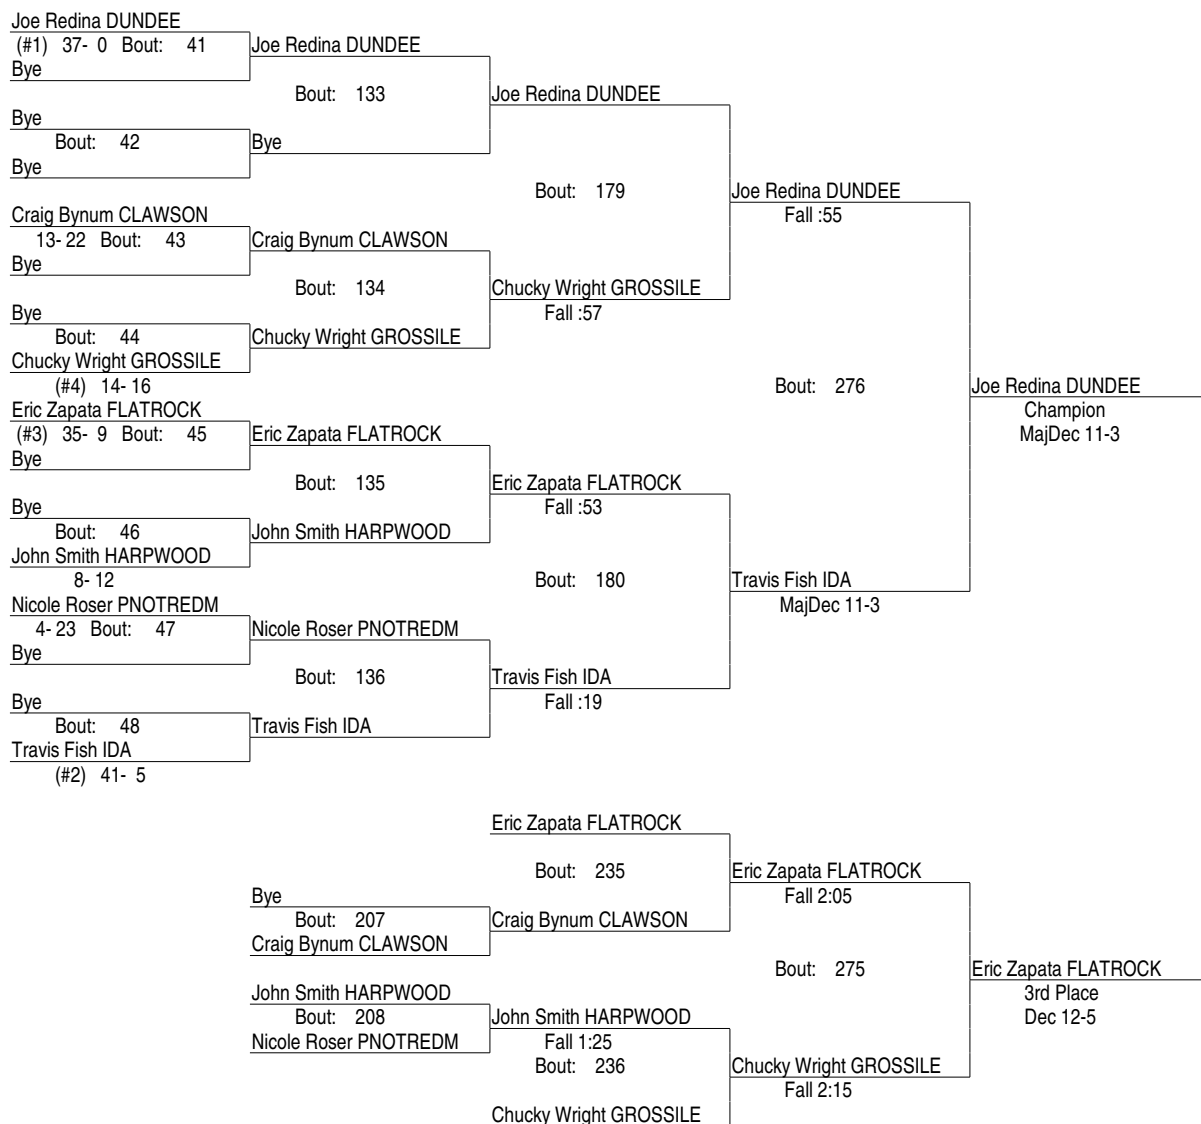 Joe Redina DUNDEE
(#1) 37- 0 Bout: 41 Joe Redina DUNDEE
Bye
Bout: 133 Joe Redina DUNDEE
Bye
Bout: 42 Bye
Bye
Bout: 179 Joe Redina DUNDEE
Craig Bynum CLAWSON Fall :55
13- 22 Bout: 43 Craig Bynum CLAWSON
Bye
Bout: 134 Chucky Wright GROSSILE
Bye Fall :57
Bout: 44 Chucky Wright GROSSILE
Chucky Wright GROSSILE
(#4) 14- 16 Bout: 276 Joe Redina DUNDEE
Eric Zapata FLATROCK Champion
(#3) 35- 9 Bout: 45 Eric Zapata FLATROCK MajDec 11-3
Bye
Bout: 135 Eric Zapata FLATROCK
Bye Fall :53
Bout: 46 John Smith HARPWOOD
John Smith HARPWOOD
8- 12 Bout: 180 Travis Fish IDA
Nicole Roser PNOTREDM MajDec 11-3
4- 23 Bout: 47 Nicole Roser PNOTREDM
Bye
Bout: 136 Travis Fish IDA
Bye Fall :19
Bout: 48 Travis Fish IDA
Travis Fish IDA
(#2) 41- 5
Eric Zapata FLATROCK
Bout: 235 Eric Zapata FLATROCK
Bye Fall 2:05
Bout: 207 Craig Bynum CLAWSON
Craig Bynum CLAWSON
Bout: 275 Eric Zapata FLATROCK
John Smith HARPWOOD 3rd Place
Bout: 208 John Smith HARPWOOD Dec 12-5
Nicole Roser PNOTREDM Fall 1:25
Bout: 236 Chucky Wright GROSSILE
Fall 2:15
Chucky Wright GROSSILE